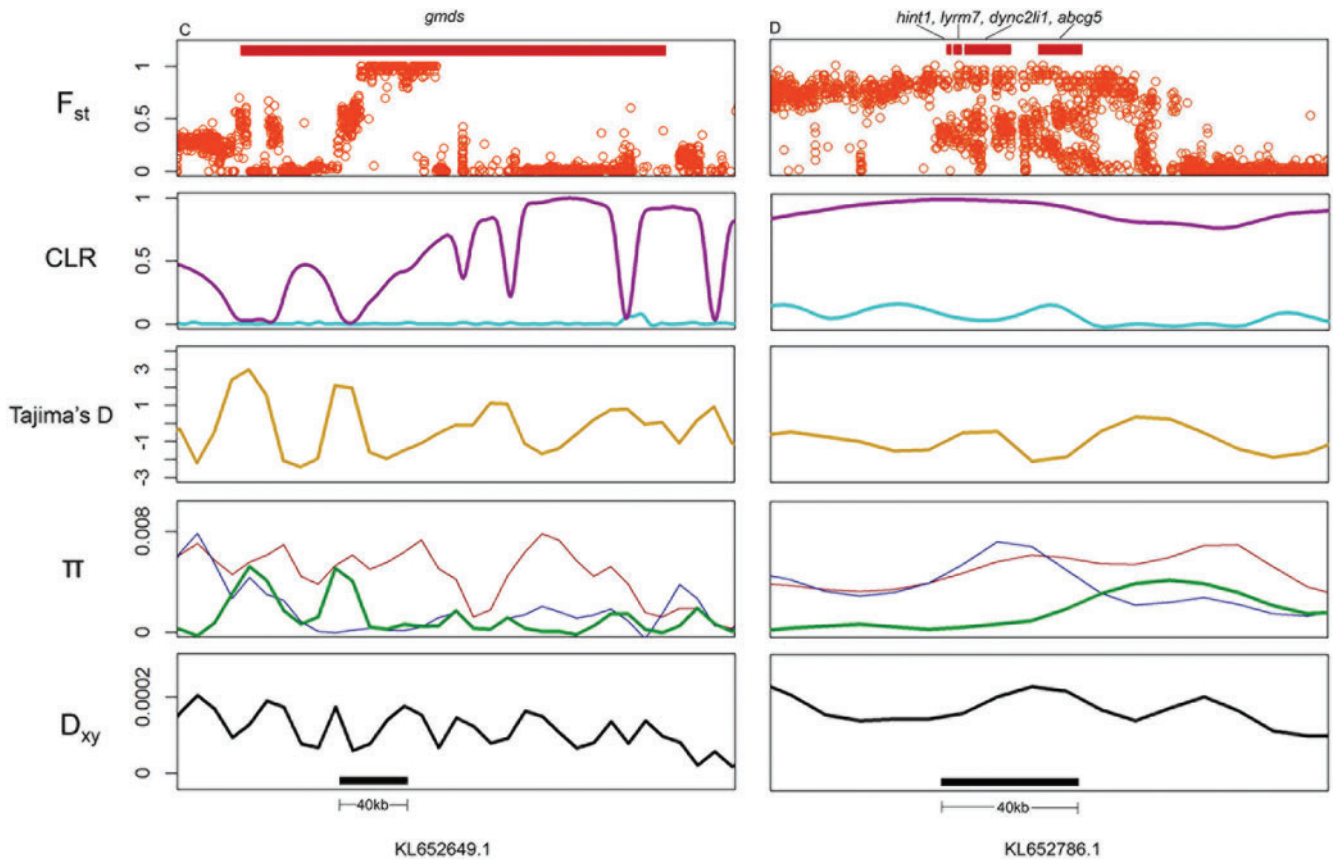 C
gmds
D
hint1, lyrm7, dync2li1, abcg5
Fst
1
0.5
0
CLR
1
0.5
0
Tajima's D
3
1
-1
-3
π
0.008
0
Dxy
0.0002
0
40kb
40kb
KL652649.1
KL652786.1